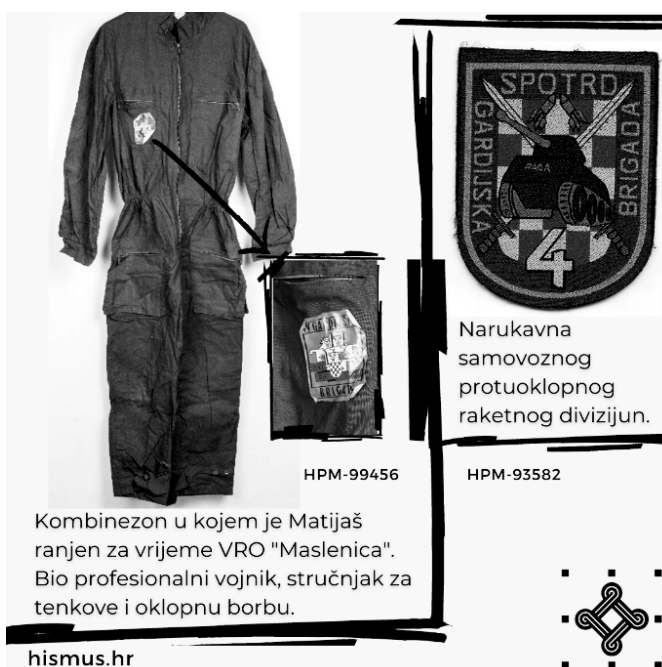 SPOTRD
GARDIJSKA
BRIGADA
4
HPM-99456
HPM-93582
Narukavna
samovoznog
protuoklopnog
raketnog divizijun.
Kombinezon u kojem je Matijaš
ranjen za vrijeme VRO "Maslenica".
Bio profesionalni vojnik, stručnjak za
tenkove i oklopnu borbu.
hismus.hr